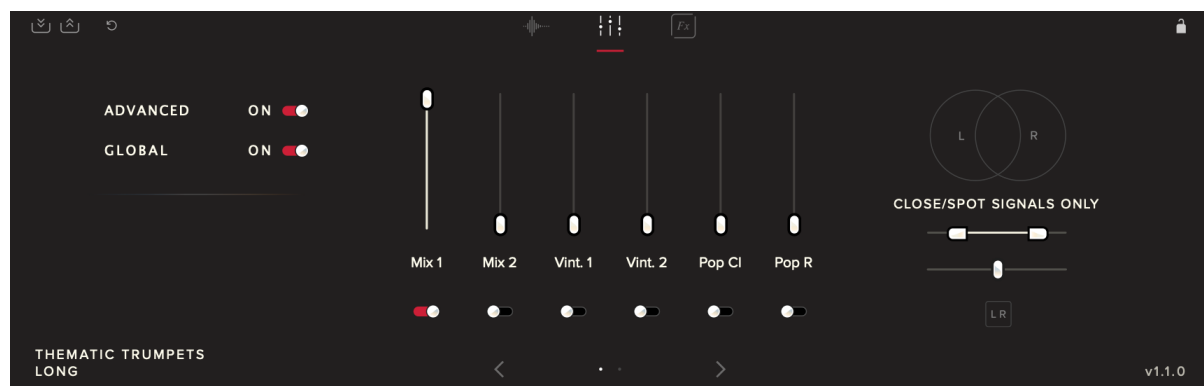 Fx
ADVANCED ON
GLOBAL ON
L R
CLOSE/SPOT SIGNALS ONLY
Mix 1 Mix 2 Vint. 1 Vint. 2 Pop Cl Pop R
LR
THEMATIC TRUMPETS
LONG
v1.1.0